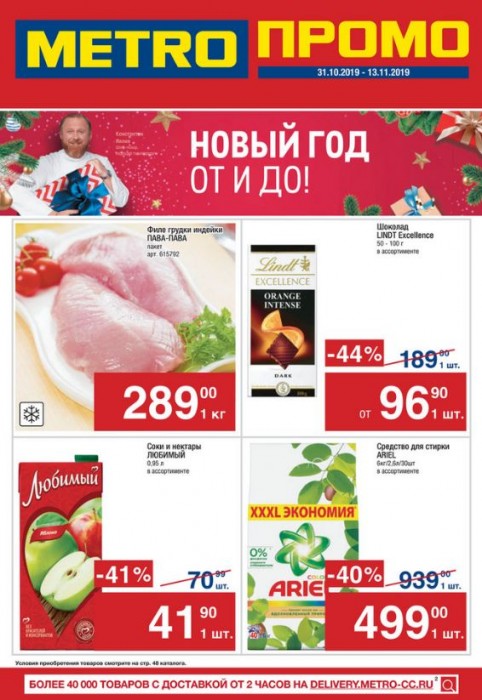 METRO ПРОМО
31.10.2019 - 13.11.2019
НОВЫЙ ГОД
ОТ И ДО!
Филе грудки индейки
ПАВА-ПАВА
пакет
арт. 615792
289 00
1 кг
Шоколад
LINDT Excellence
50 - 100 г
в ассортименте
Lindt
EXCELLENCE
ORANGE
INTENSE
DARK
-44%
189 00
1 шт.
от 96 90
1 шт.
Соки и нектары
ЛЮБИМЫЙ
0,95 л
в ассортименте
Любимый
Яблоко
-41%
70 99
1 шт.
41 90
1 шт.
Средство для стирки
ARIEL
6кг/2,6л/30шт
в ассортименте
XXXL ЭКОНОМИЯ
0%
COLOR
ARIEL
-40%
939 00
1 шт.
499 00
1 шт.
Условия приобретения товаров смотрите на стр. 48 каталога.
БОЛЕЕ 40 000 ТОВАРОВ С ДОСТАВКОЙ ОТ 2 ЧАСОВ НА DELIVERY.METRO-CC.RU²